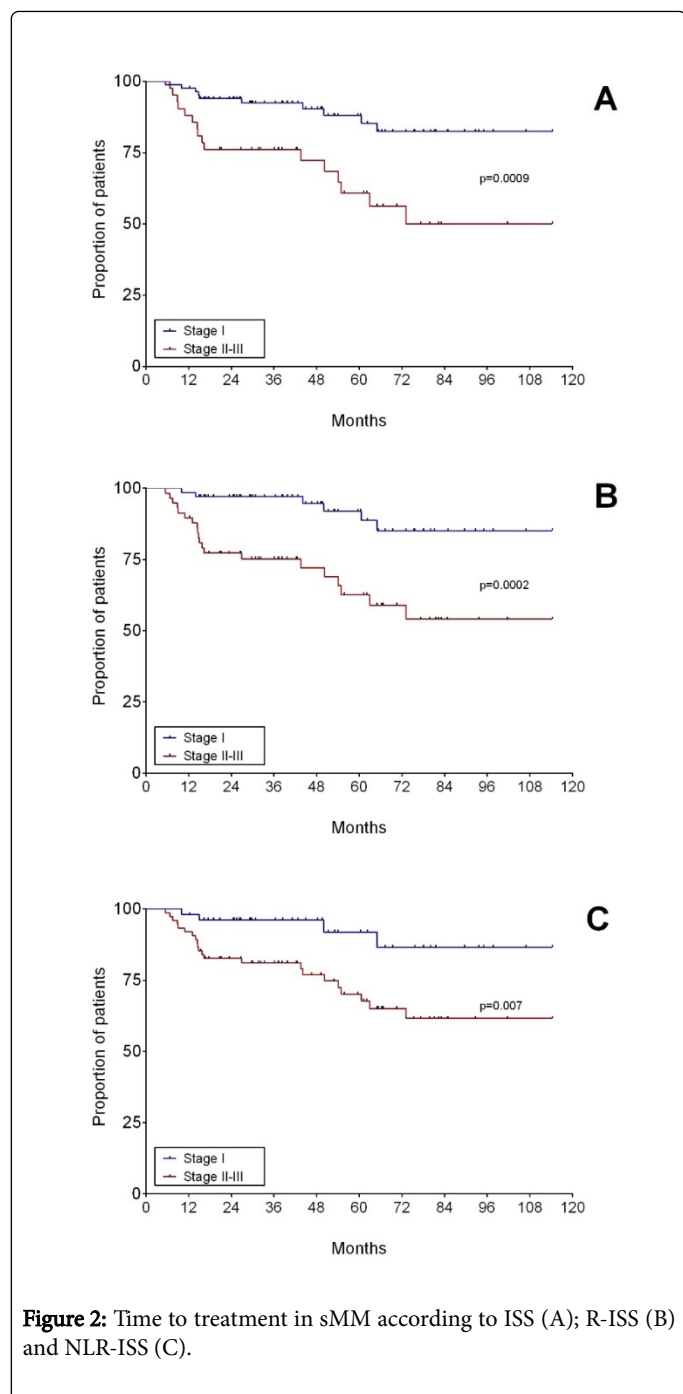 A
100
75
50
25
0
Proportion of patients
p=0.0009
Stage I
Stage II-III
0 12 24 36 48 60 72 84 96 108 120
Months
B
100
75
50
25
0
Proportion of patients
p=0.0002
Stage I
Stage II-III
0 12 24 36 48 60 72 84 96 108 120
Months
C
100
75
50
25
0
Proportion of patients
p=0.007
Stage I
Stage II-III
0 12 24 36 48 60 72 84 96 108 120
Months
Figure 2: Time to treatment in sMM according to ISS (A); R-ISS (B)
and NLR-ISS (C).